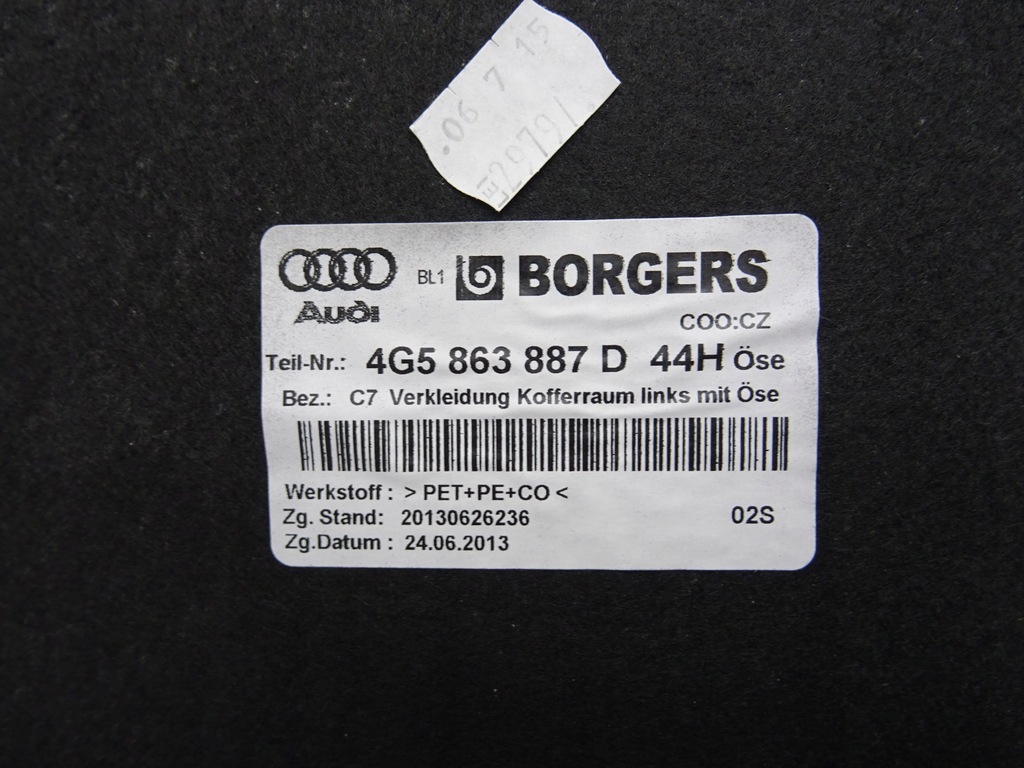 .06 7 15
E29791
Audi
BL1 BORGERS
COO:CZ
Teil-Nr.: 4G5 863 887 D 44H Öse
Bez.: C7 Verkleidung Kofferraum links mit Öse
Werkstoff : > PET+PE+CO <
Zg. Stand: 20130626236 02S
Zg.Datum : 24.06.2013